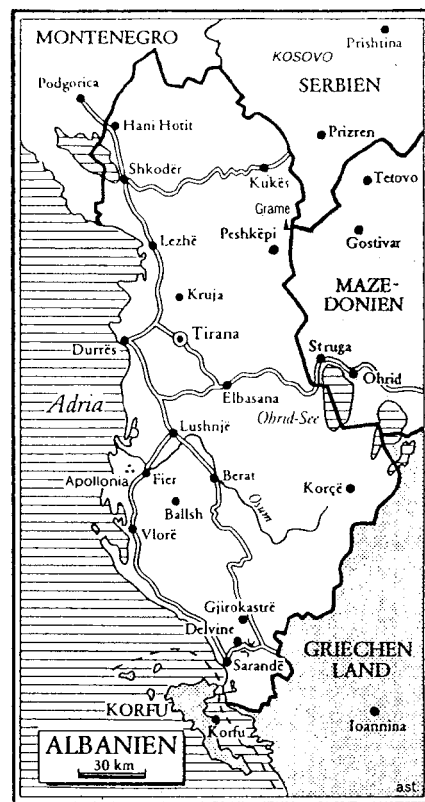 MONTENEGRO
Prishtina
KOSOVO
SERBIEN
Podgorica
Hani Hotit
Prizren
Shkodër
Kukës
Tetovo
Grame
Peshkëpi
Gostivar
Lezhë
MAZE-
DONIEN
Kruja
Tirana
Durrës
Struga
Ohrid
Elbasana
Adria
Ohrid-See
Lushnjë
Apollonia
Fier
Berat
Korçë
Ballsh
Osum
Vlorë
Gjirokastrë
Delvine
GRIECHEN
LAND
Sarandë
KORFU
Korfu
Ioannina
ALBANIEN
30 km
ast.